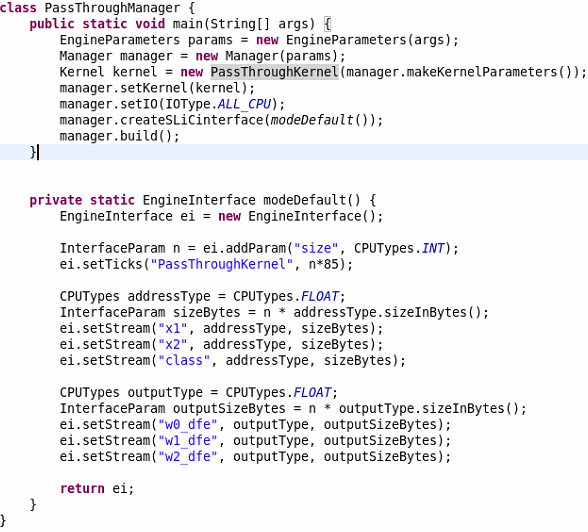 class PassThroughManager {
    public static void main(String[] args) {
        EngineParameters params = new EngineParameters(args);
        Manager manager = new Manager(params);
        Kernel kernel = new PassThroughKernel(manager.makeKernelParameters());
        manager.setKernel(kernel);
        manager.setIO(IOType.ALL_CPU);
        manager.createSLiCinterface(modeDefault());
        manager.build();
    }
    private static EngineInterface modeDefault() {
        EngineInterface ei = new EngineInterface();
        InterfaceParam n = ei.addParam("size", CPUTypes.INT);
        ei.setTicks("PassThroughKernel", n*85);
        CPUTypes addressType = CPUTypes.FLOAT;
        InterfaceParam sizeBytes = n * addressType.sizeInBytes();
        ei.setStream("x1", addressType, sizeBytes);
        ei.setStream("x2", addressType, sizeBytes);
        ei.setStream("class", addressType, sizeBytes);
        CPUTypes outputType = CPUTypes.FLOAT;
        InterfaceParam outputSizeBytes = n * outputType.sizeInBytes();
        ei.setStream("w0_dfe", outputType, outputSizeBytes);
        ei.setStream("w1_dfe", outputType, outputSizeBytes);
        ei.setStream("w2_dfe", outputType, outputSizeBytes);
        return ei;
    }
}